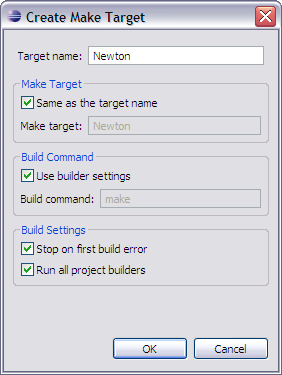 Create Make Target
Target name: Newton
Make Target
Same as the target name
Make target: Newton
Build Command
Use builder settings
Build command: make
Build Settings
Stop on first build error
Run all project builders
OK Cancel